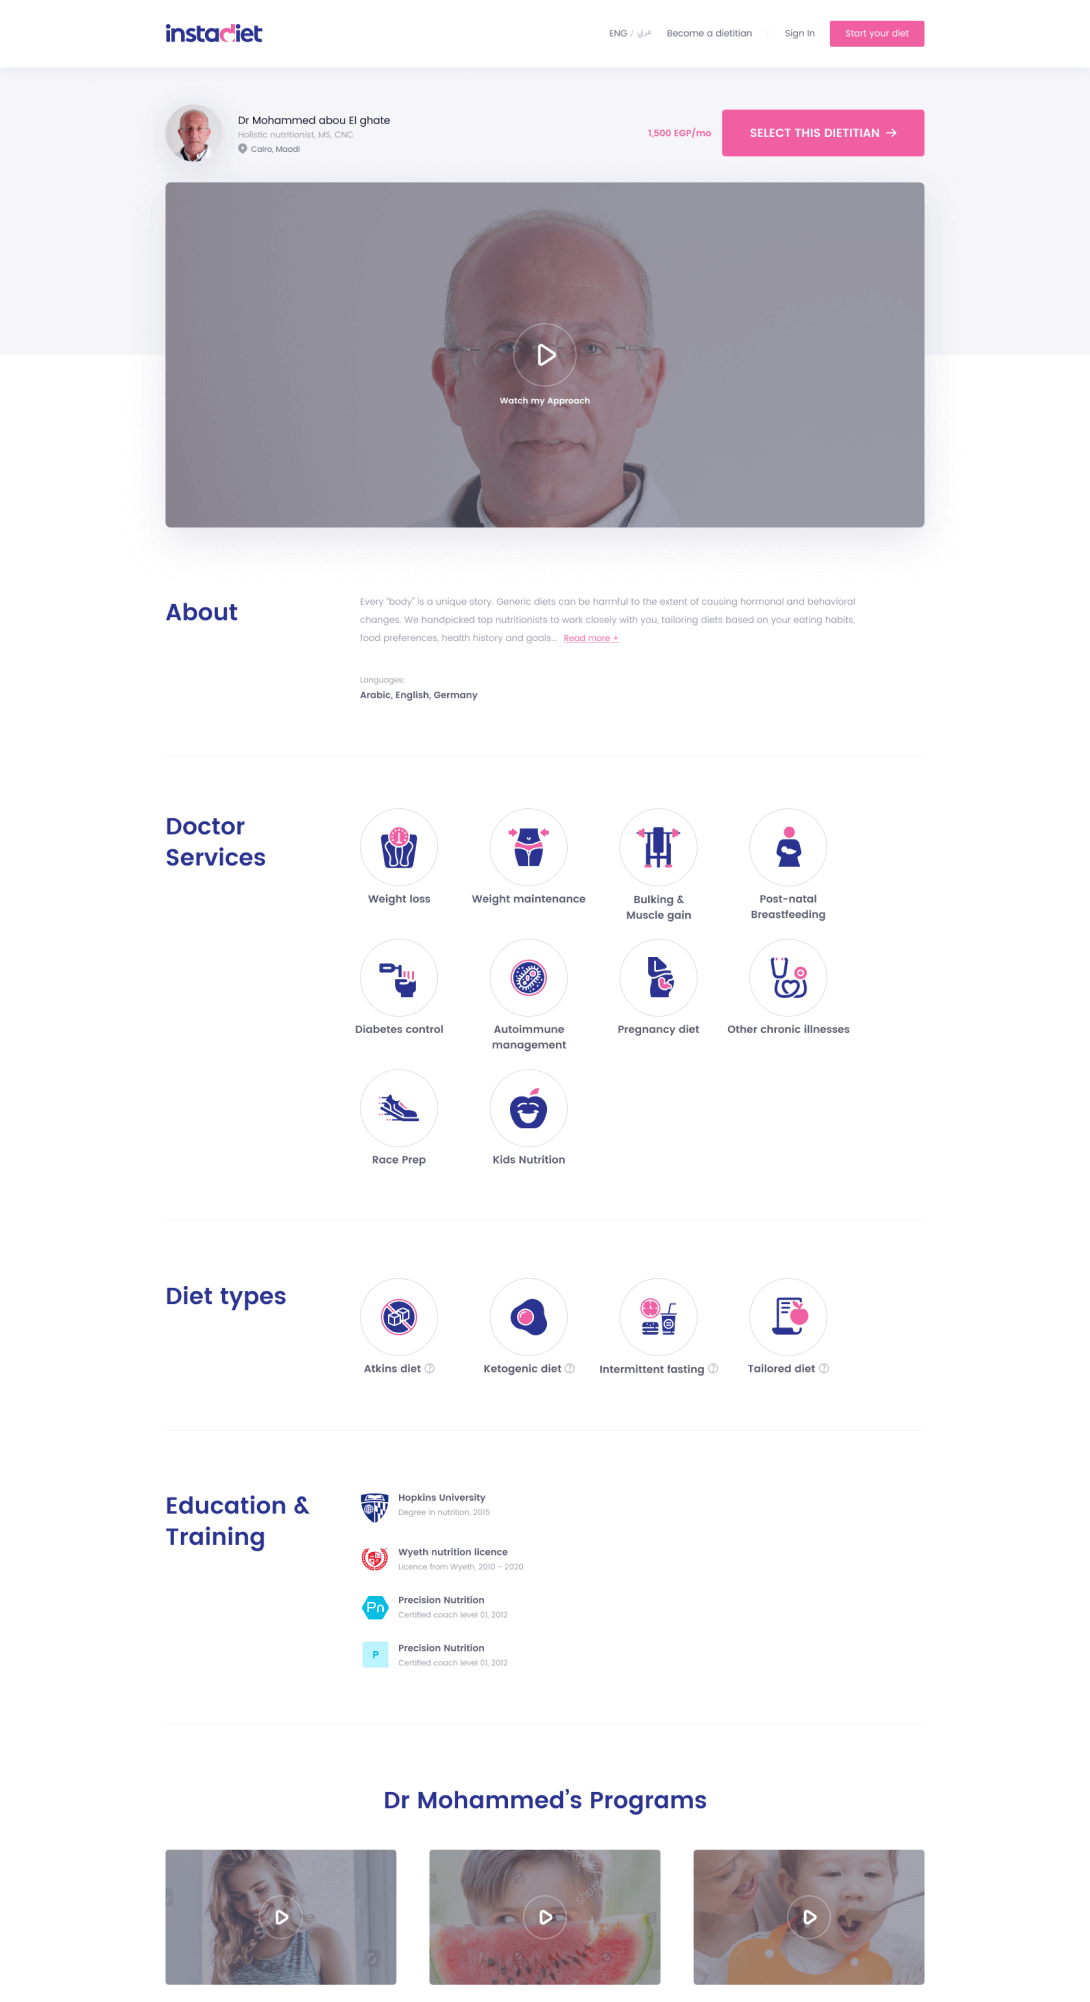 instadiet
ENG / عربي Become a dietitian Sign In Start your diet
Dr Mohammed abou El ghate
Holistic nutritionist, MS, CNC
Cairo, Maadi
1,500 EGP/mo
SELECT THIS DIETITIAN →
Watch my Approach
About
Every "body" is a unique story. Generic diets can be harmful to the extent of causing hormonal and behavioral
changes. We handpicked top nutritionists to work closely with you, tailoring diets based on your eating habits,
food preferences, health history and goals... Read more +
Languages:
Arabic, English, Germany
Doctor
Services
Weight loss
Weight maintenance
Bulking &
Muscle gain
Post-natal
Breastfeeding
Diabetes control
Autoimmune
management
Pregnancy diet
Other chronic illnesses
Race Prep
Kids Nutrition
Diet types
Atkins diet ?
Ketogenic diet ?
Intermittent fasting ?
Tailored diet ?
Education &
Training
Hopkins University
Degree in nutrition, 2015
Wyeth nutrition licence
Licence from Wyeth, 2010 - 2020
Pn
Precision Nutrition
Certified coach level 01, 2012
P
Precision Nutrition
Certified coach level 01, 2012
Dr Mohammed's Programs